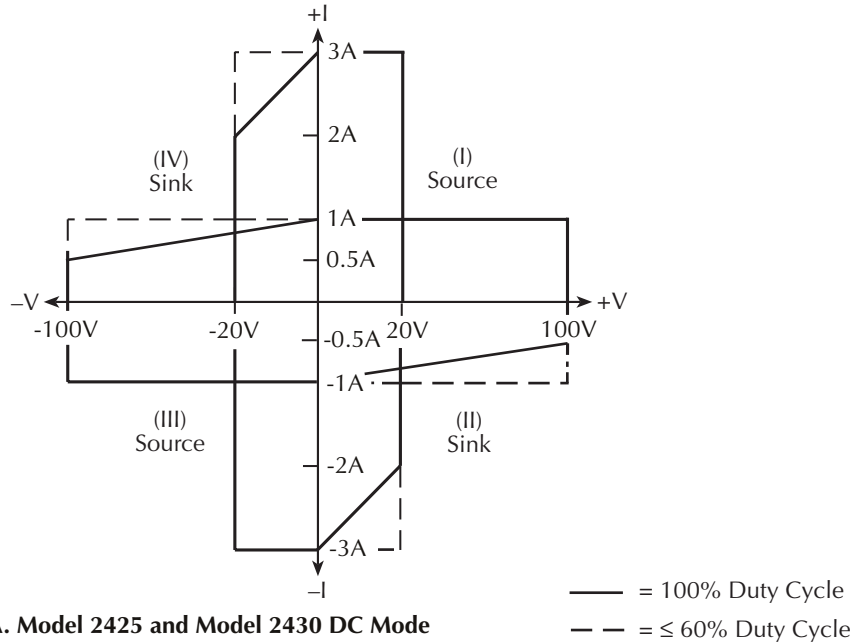 +I
3A
2A
(IV)
Sink
(I)
Source
1A
0.5A
–V
+V
-100V
-20V
20V
100V
-0.5A
-1A
(III)
Source
(II)
Sink
-2A
-3A
–I
= 100% Duty Cycle
. Model 2425 and Model 2430 DC Mode
= ≤ 60% Duty Cycle